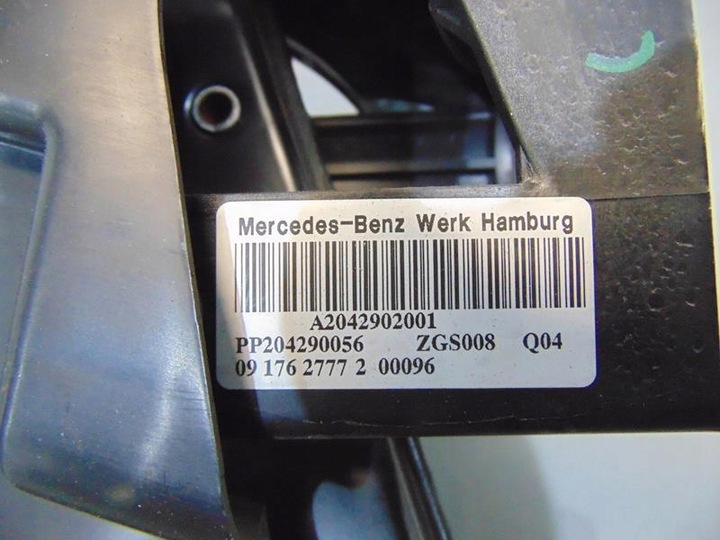 Mercedes-Benz Werk Hamburg
A2042902001
PP204290056 ZGS008 Q04
09 176 2777 2 00096